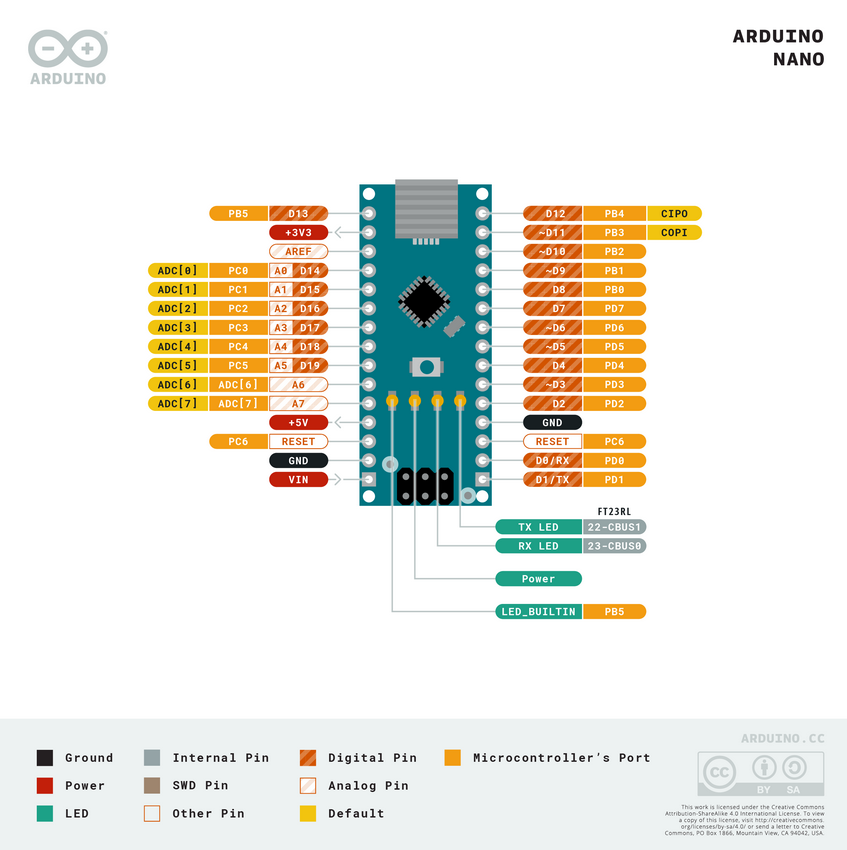 ARDUINO
ARDUINO
NANO
PB5 D13
+3V3
AREF
ADC[0] PC0 A0 D14
ADC[1] PC1 A1 D15
ADC[2] PC2 A2 D16
ADC[3] PC3 A3 D17
ADC[4] PC4 A4 D18
ADC[5] PC5 A5 D19
ADC[6] ADC[6] A6
ADC[7] ADC[7] A7
+5V
PC6 RESET
GND
VIN
D12 PB4 CIPO
~D11 PB3 COPI
~D10 PB2
~D9 PB1
D8 PB0
D7 PD7
~D6 PD6
~D5 PD5
D4 PD4
~D3 PD3
D2 PD2
GND
RESET PC6
D0/RX PD0
D1/TX PD1
FT23RL
TX LED 22-CBUS1
RX LED 23-CBUS0
Power
LED_BUILTIN PB5
Ground
Power
LED
Internal Pin
SWD Pin
Other Pin
Digital Pin
Analog Pin
Default
Microcontroller's Port
ARDUINO.CC
CC
BY SA
This work is licensed under the Creative Commons
Attribution-ShareAlike 4.0 International License. To view
a copy of this license, visit http://creativecommons.
org/licenses/by-sa/4.0/ or send a letter to Creative
Commons, PO Box 1866, Mountain View, CA 94042, USA.